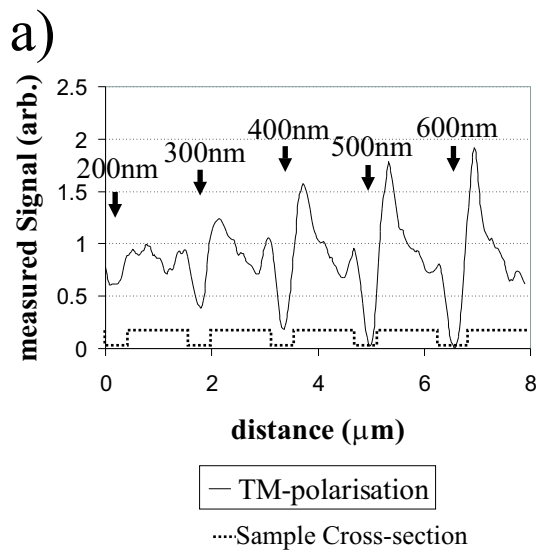 a)
measured Signal (arb.)
2.5
2
1.5
1
0.5
0
200nm
300nm
400nm
500nm
600nm
0 2 4 6 8
distance (μm)
TM-polarisation
Sample Cross-section